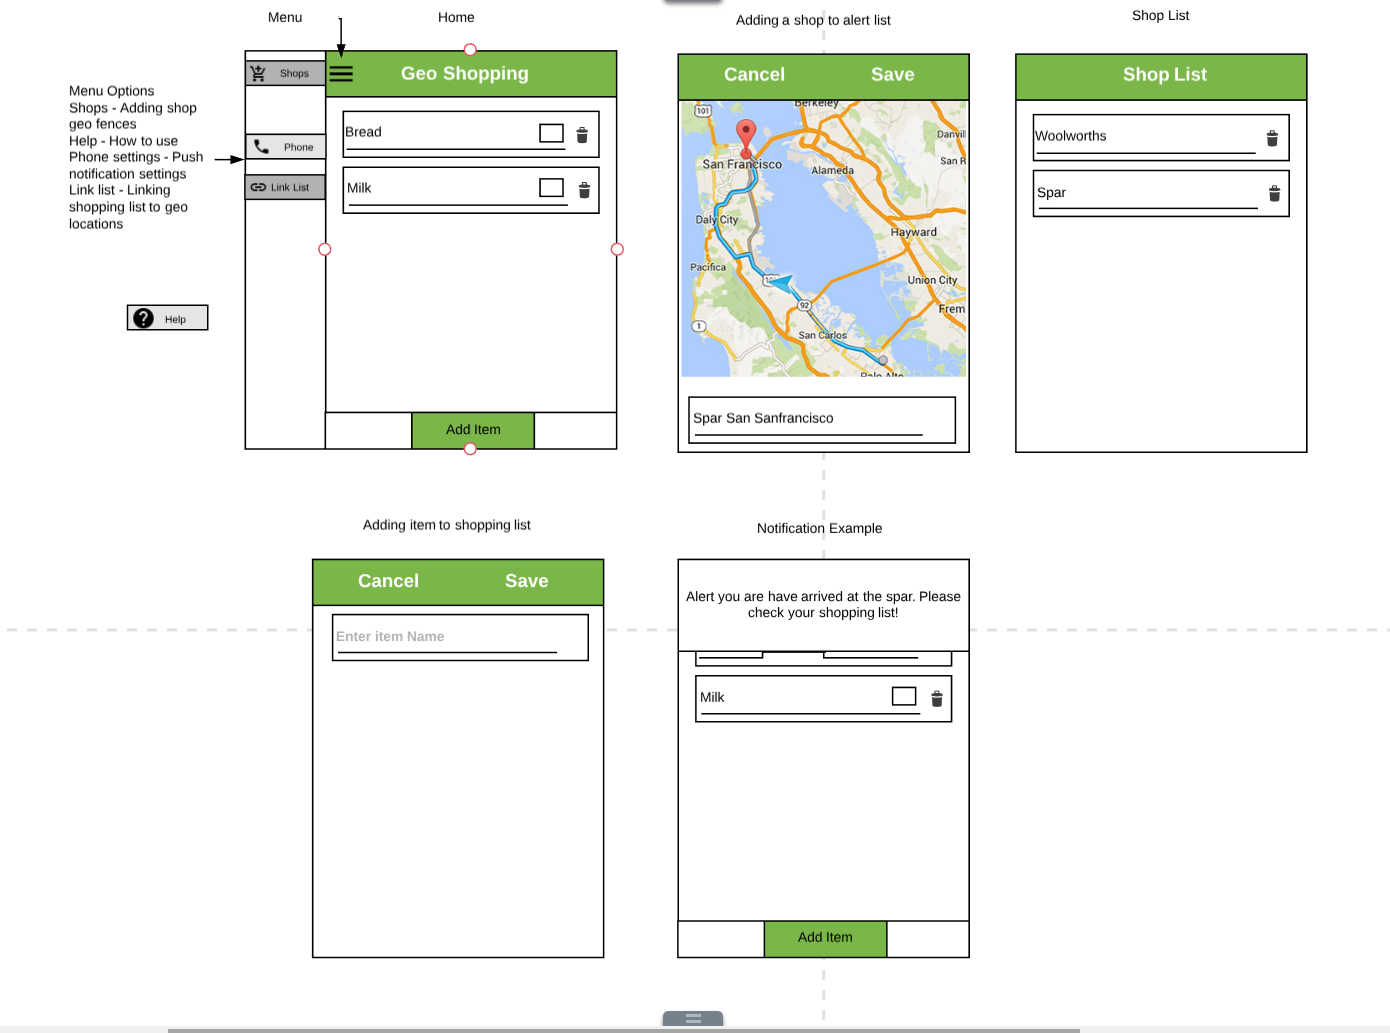 Menu
Home
Adding a shop to alert list
Shop List
Menu Options
Shops - Adding shop
geo fences
Help - How to use
Phone settings - Push
notification settings
Link list - Linking
shopping list to geo
locations
Help
Shops
Phone
Link List
Geo Shopping
Bread
Milk
Add Item
Cancel
Save
101
Berkeley
Danvill
San Francisco
San R
Alameda
Daly City
Hayward
Pacifica
Union City
92
Frem
1
San Carlos
Palo Alto
Spar San Sanfrancisco
Shop List
Woolworths
Spar
Adding item to shopping list
Cancel
Save
Enter item Name
Notification Example
Alert you are have arrived at the spar. Please
check your shopping list!
Milk
Add Item